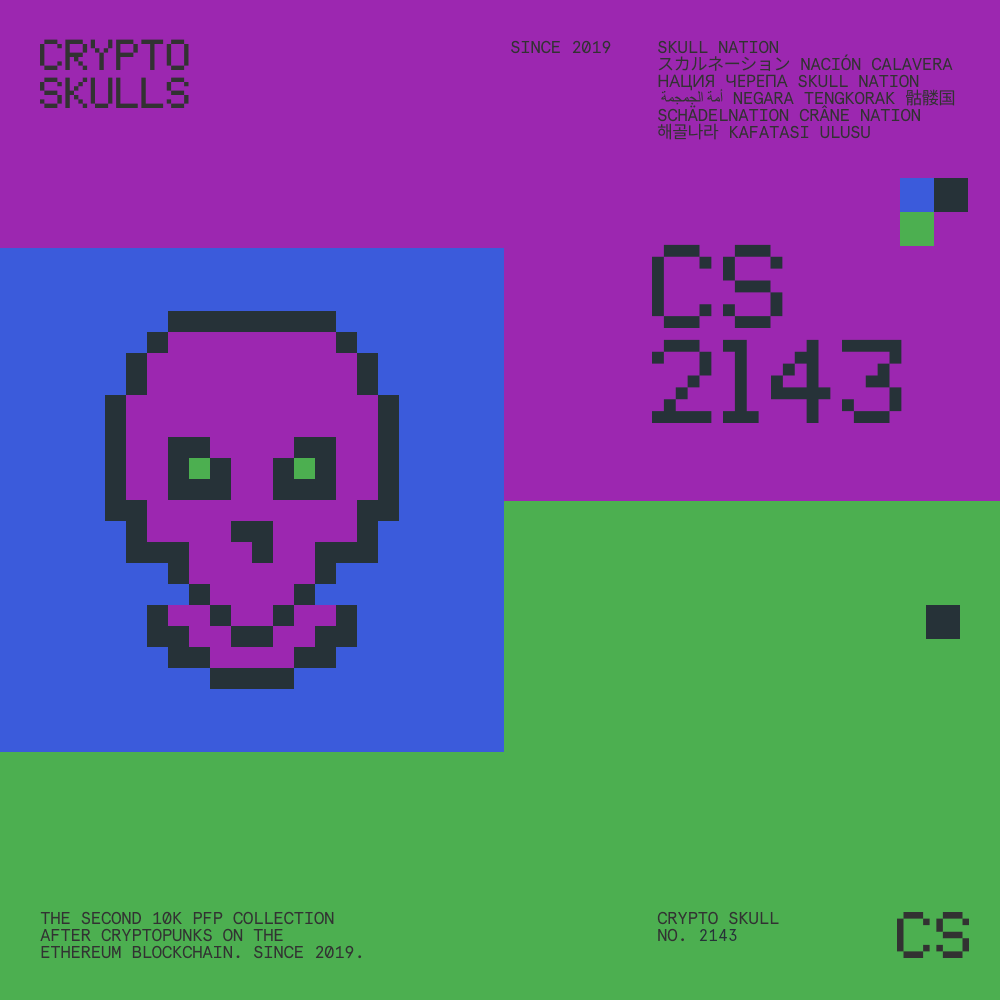 CRYPTO
SKULLS
SINCE 2019
SKULL NATION
スカルネーション NACIÓN CALAVERA
НАЦИЯ ЧЕРЕПА SKULL NATION
أمة الجمجمة NEGARA TENGKORAK 骷髅国
SCHÄDELNATION CRÂNE NATION
해골나라 KAFATASI ULUSU
CS
2143
THE SECOND 10K PFP COLLECTION
AFTER CRYPTOPUNKS ON THE
ETHEREUM BLOCKCHAIN. SINCE 2019.
CRYPTO SKULL
NO. 2143
CS